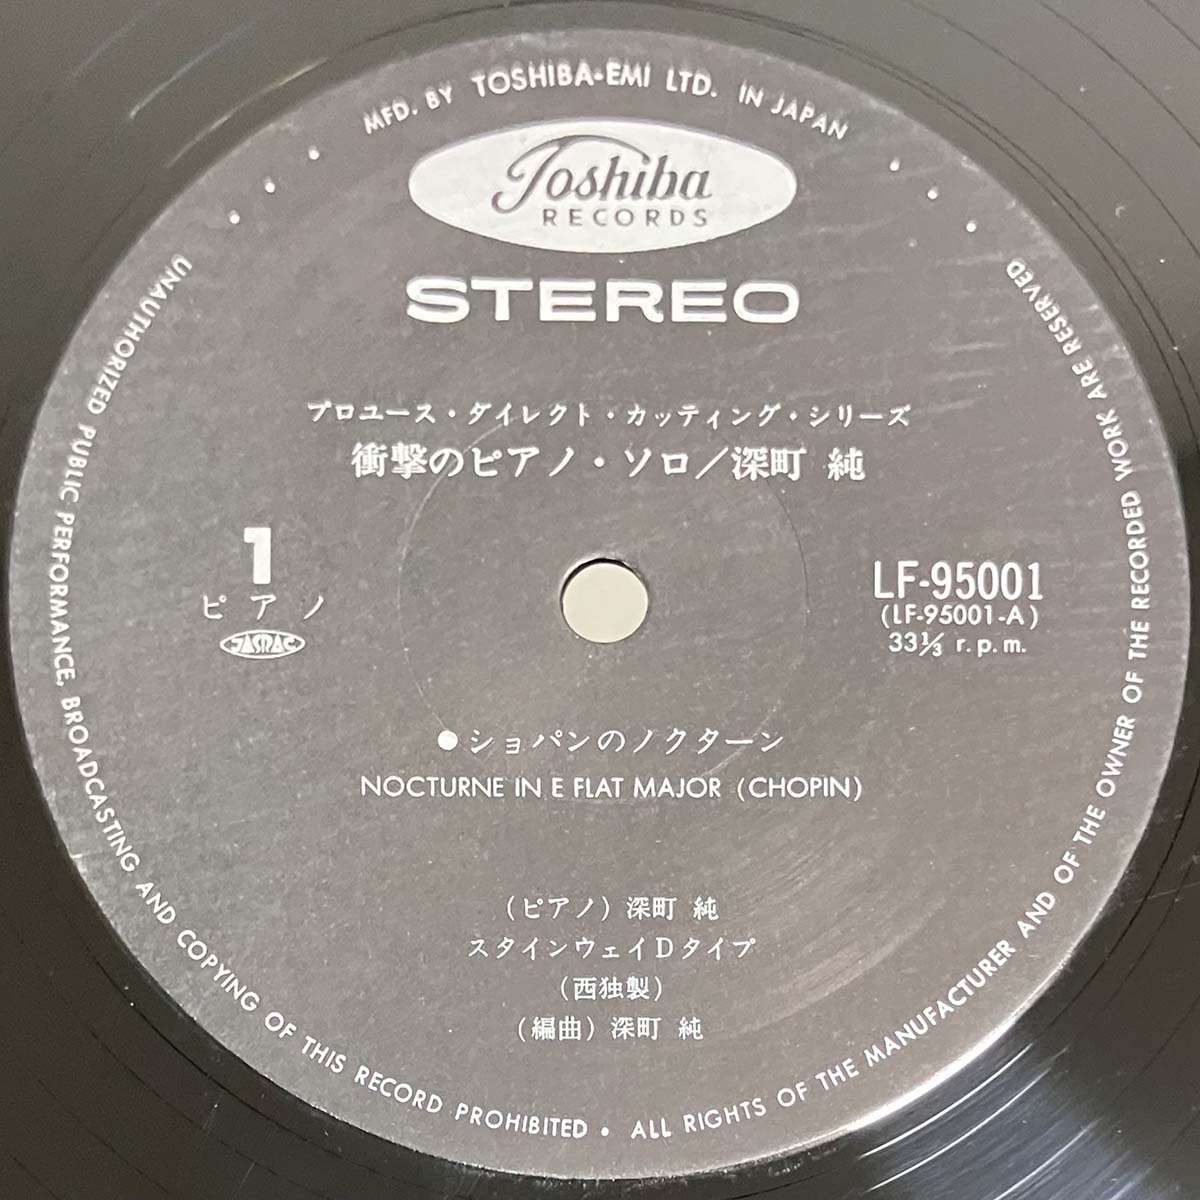 MFD. BY TOSHIBA•EMI LTD. IN JAPAN
Toshiba
RECORDS
STEREO
プロユース・ダイレクト・カッティング・シリーズ
衝撃のピアノ・ソロ／深町 純
1
ピアノ
JASRAC
LF-95001
(LF-95001-A)
33⅓ r.p.m.
●ショパンのノクターン
NOCTURNE IN E FLAT MAJOR (CHOPIN)
(ピアノ) 深町 純
スタインウェイDタイプ
(西独製)
(編曲) 深町 純
UNAUTHORIZED PUBLIC PERFORMANCE, BROADCASTING AND COPYING OF THIS RECORD PROHIBITED • ALL RIGHTS OF THE MANUFACTURER AND OF THE OWNER OF THE RECORDED WORK ARE RESERVED